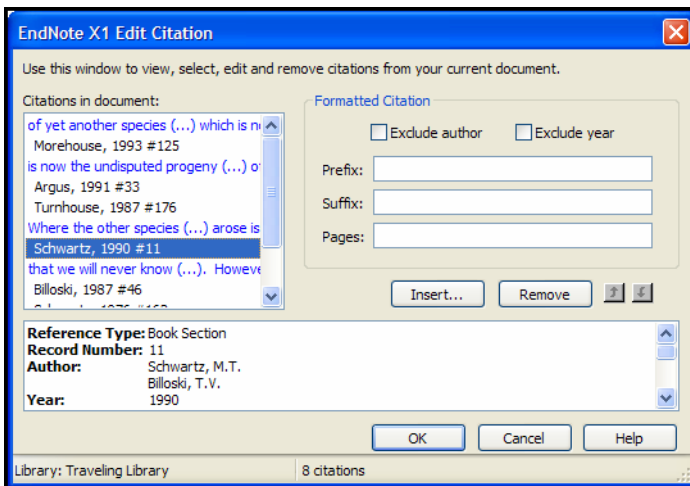 EndNote X1 Edit Citation
Use this window to view, select, edit and remove citations from your current document.
Citations in document:
of yet another species (...) which is
Morehouse, 1993 #125
is now the undisputed progeny (...)
Argus, 1991 #33
Turnhouse, 1987 #176
Where the other species (...) arose is
Schwartz, 1990 #11
that we will never know (...).
Billoski, 1987 #46
Formatted Citation
Exclude author
Exclude year
Prefix:
Suffix:
Pages:
Insert...
Remove
Reference Type: Book Section
Record Number: 11
Author: Schwartz, M.T.
Billoski, T.V.
Year: 1990
OK
Cancel
Help
Library: Traveling Library
8 citations